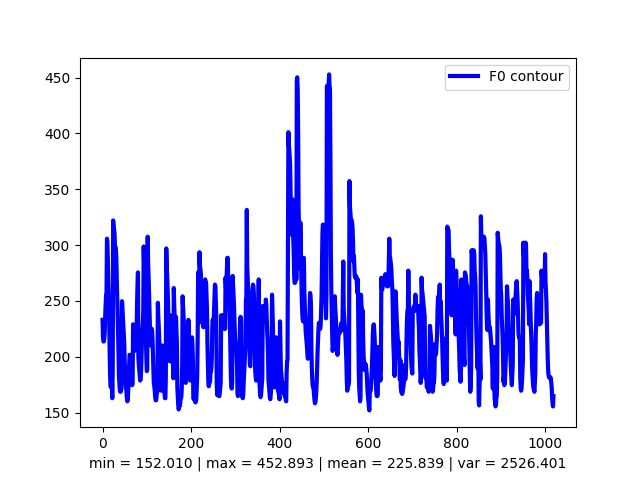 F0 contour
450
400
350
300
250
200
150
0 200 400 600 800 1000
min = 152.010 | max = 452.893 | mean = 225.839 | var = 2526.401